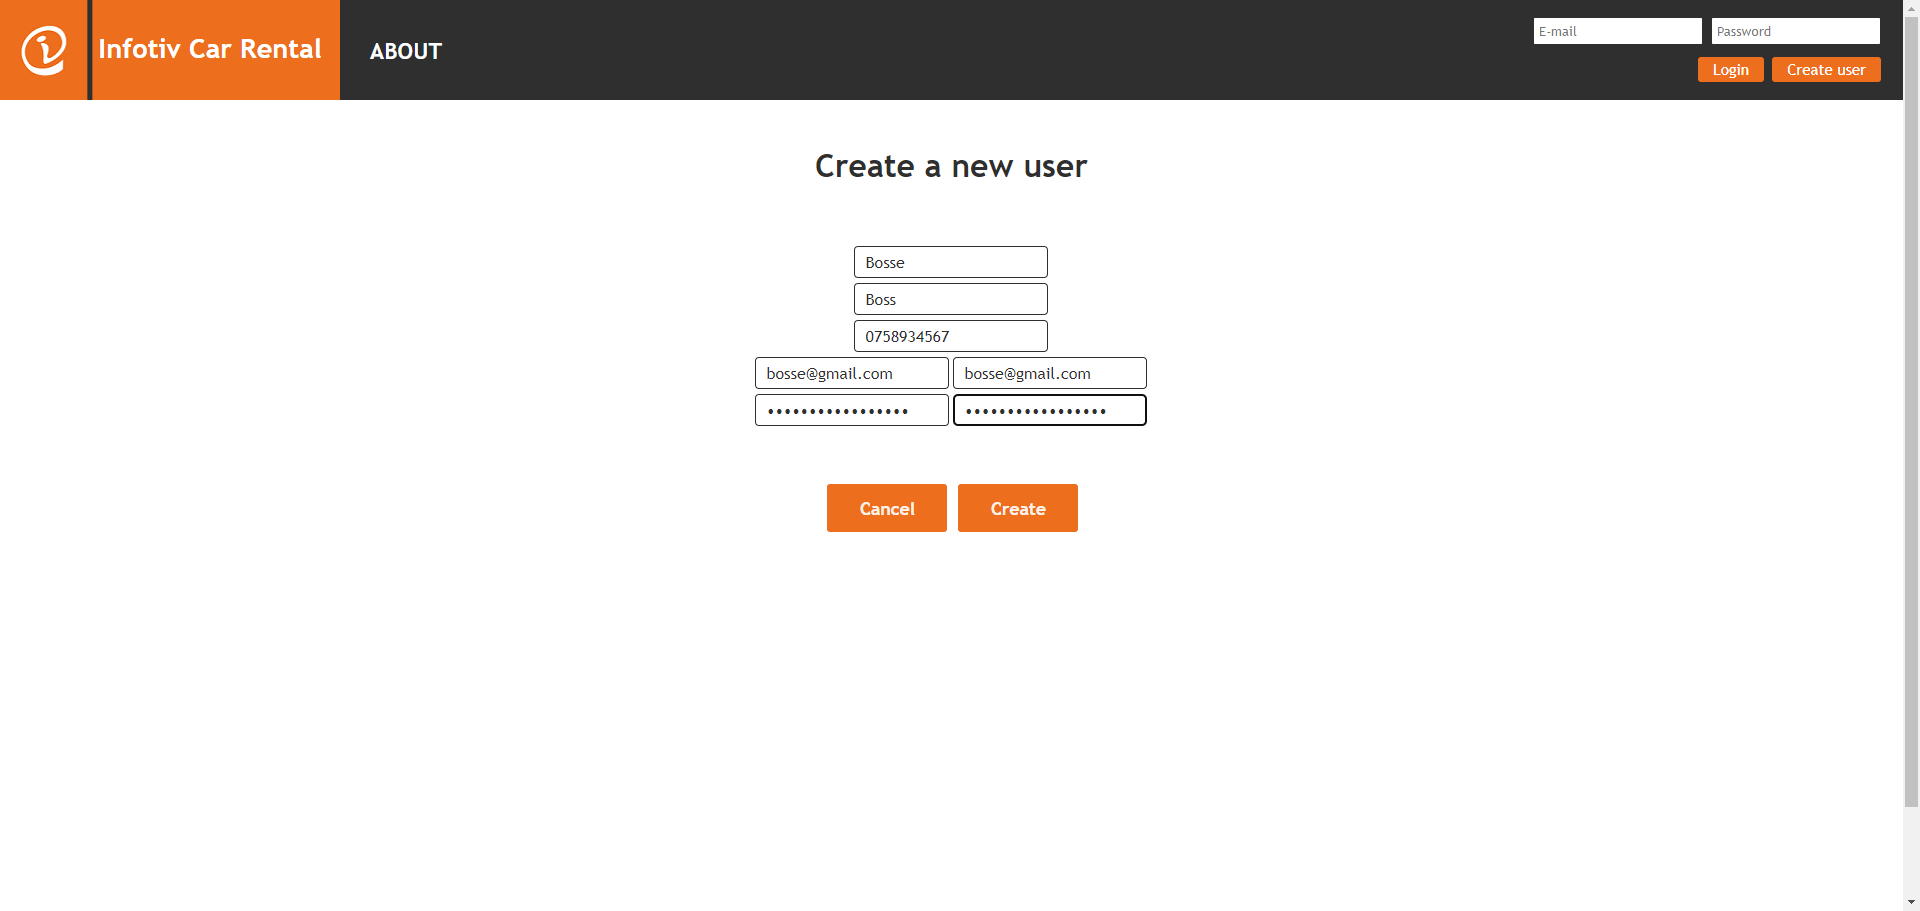 Infotiv Car Rental
ABOUT
E-mail Password
Login Create user
Create a new user
Bosse
Boss
0758934567
bosse@gmail.com bosse@gmail.com
••••••••••••••••• •••••••••••••••••
Cancel Create